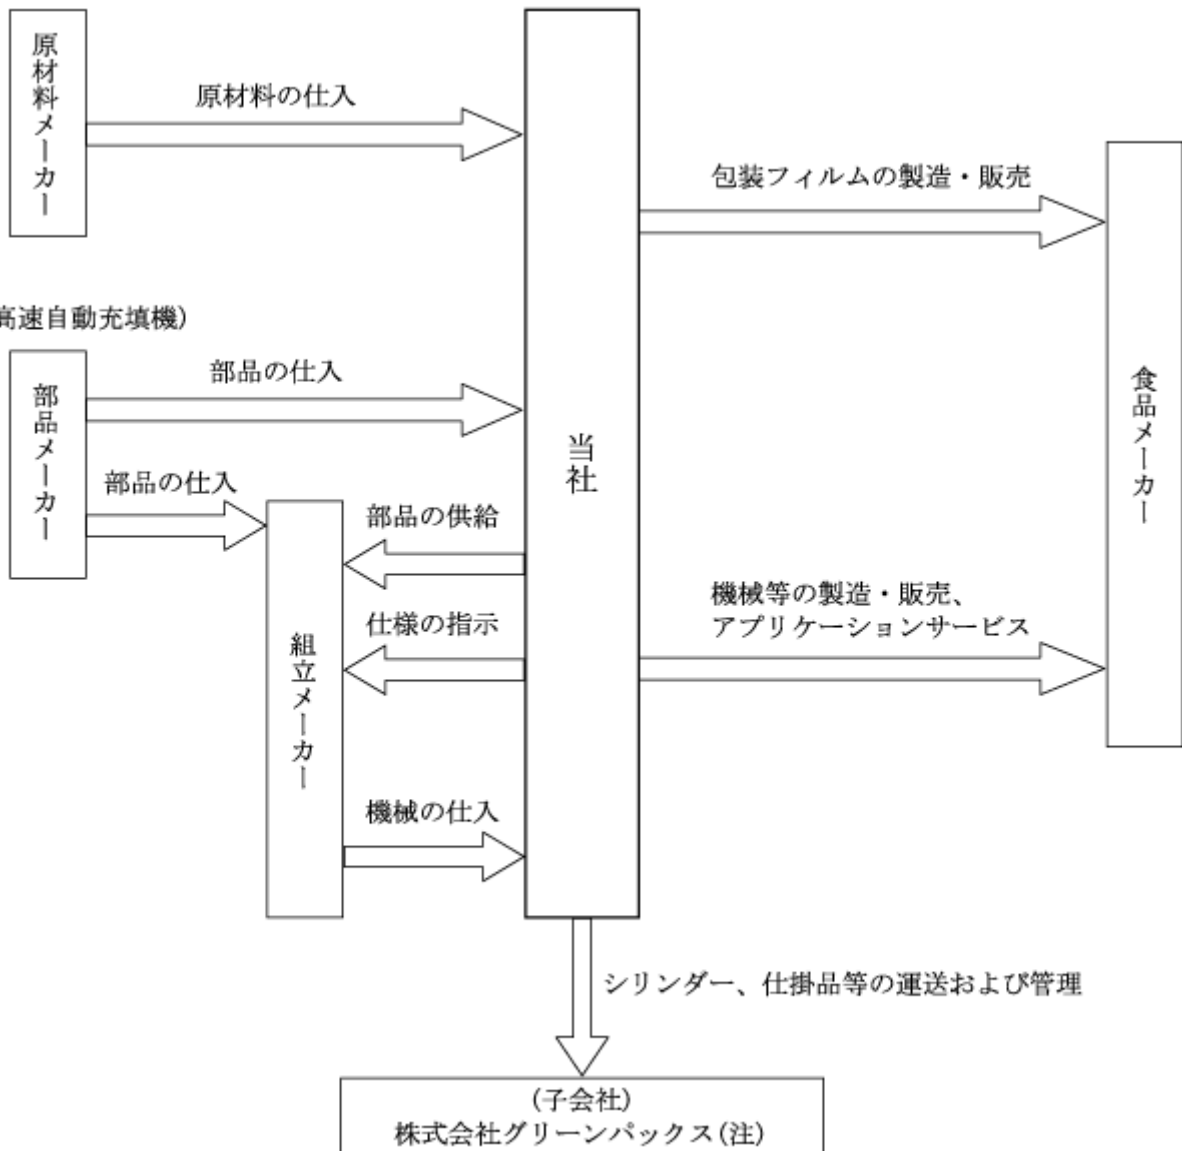 原材料メーカー
原材料の仕入
包装フィルムの製造・販売
高速自動充填機)
部品メーカー
部品の仕入
部品の仕入
組立メーカー
部品の供給
仕様の指示
機械の仕入
当社
機械等の製造・販売、
アプリケーションサービス
食品メーカー
シリンダー、仕掛品等の運送および管理
(子会社)
株式会社グリーンパックス(注)